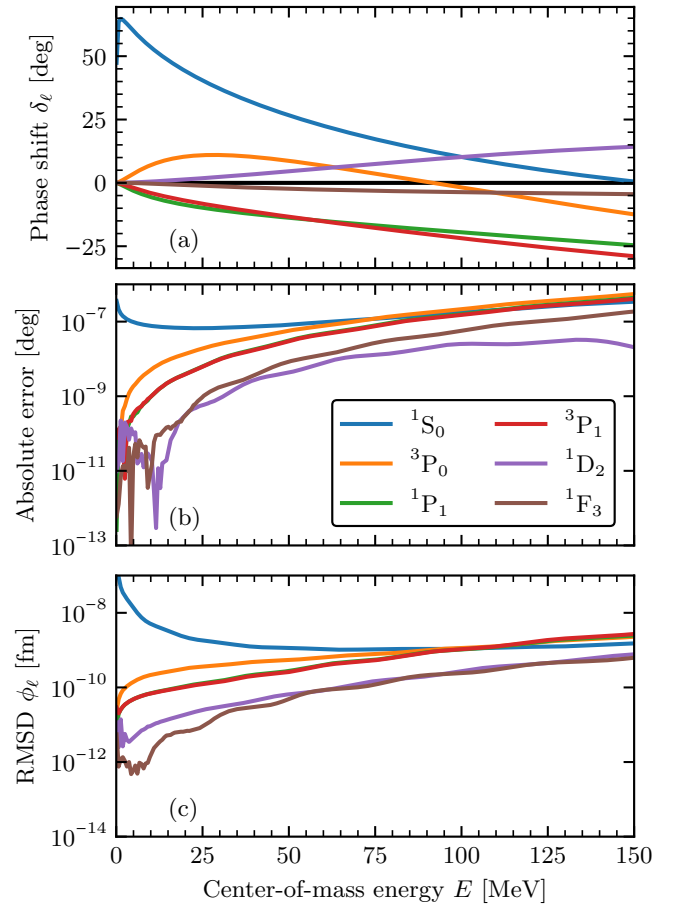 Phase shift δℓ [deg]
50
25
0
−25
(a)
Absolute error [deg]
10⁻⁷
10⁻⁹
10⁻¹¹
10⁻¹³
(b)
¹S₀
³P₀
¹P₁
³P₁
¹D₂
¹F₃
RMSD ϕℓ [fm]
10⁻⁸
10⁻¹⁰
10⁻¹²
10⁻¹⁴
(c)
0 25 50 75 100 125 150
Center-of-mass energy E [MeV]